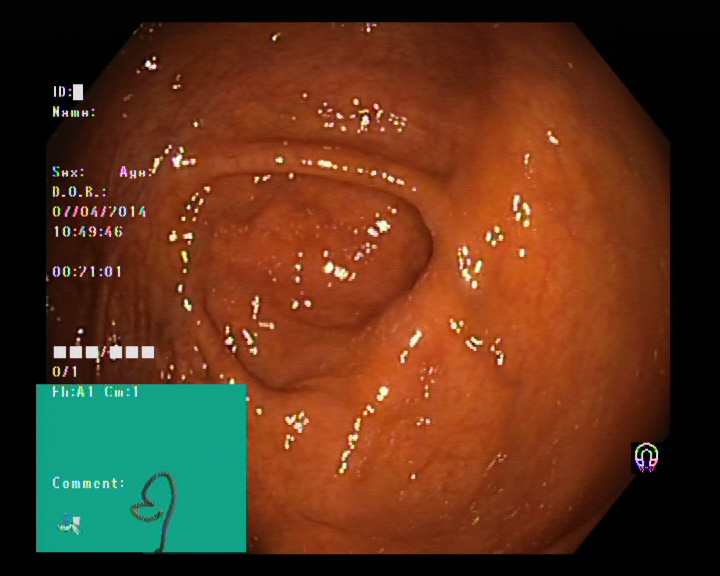 ID:
Name:
Sex: Age:
D.O.B.:
07/04/2014
10:49:46
00:21:01
0/1
Eh:A1 Cm:1
Comment: